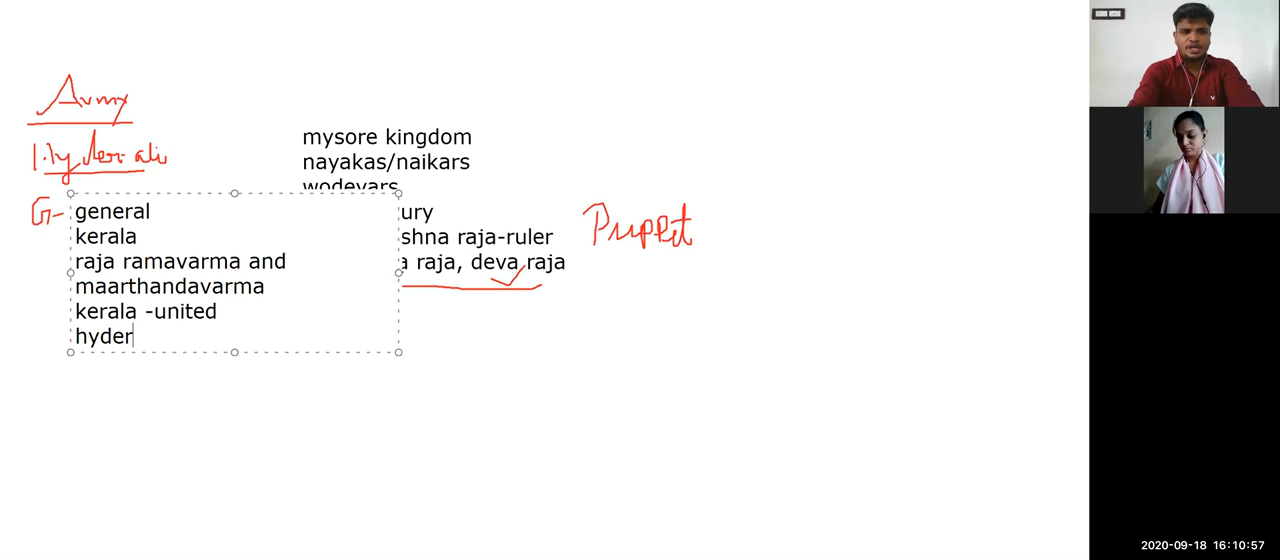 Army
mysore kingdom
Hyder ali
nayakas/naikars
wodeyars
G- general
ury
kerala
shna raja-ruler
Puppet
raja ramavarma and
a raja, deva raja
maarthandavarma
kerala -united
hyder
2020-09-18 16:10:57